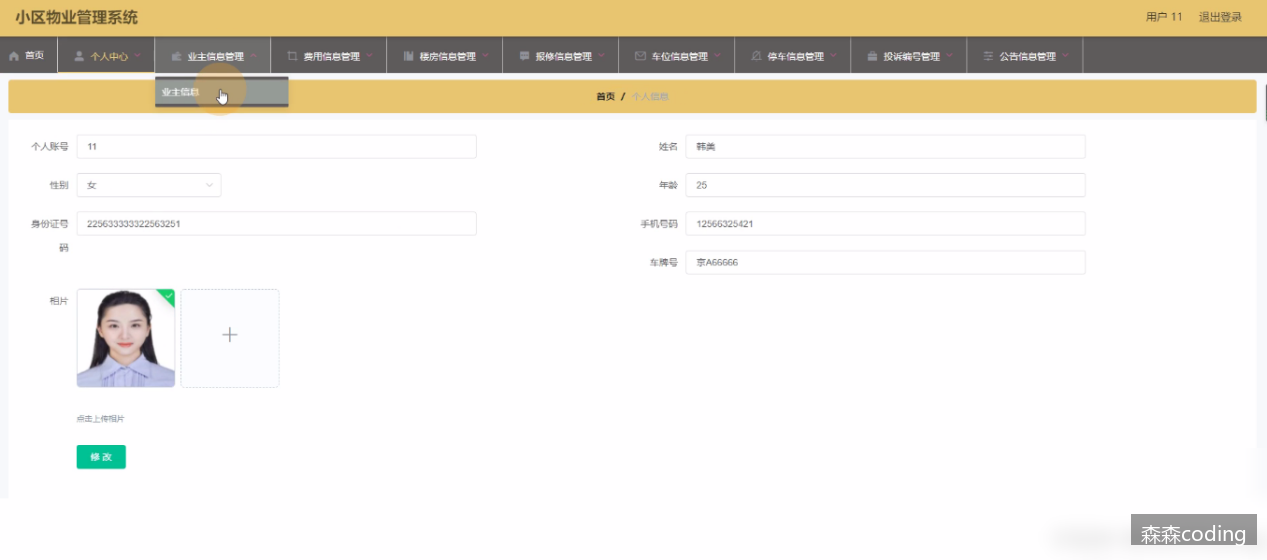 小区物业管理系统
用户 11 退出登录
首页 个人中心 业主信息管理 费用信息管理 楼房信息管理 报修信息管理 车位信息管理 停车信息管理 投诉编号管理 公告信息管理
业主信息
首页 / 个人信息
个人账号 11 姓名 韩美
性别 女 年龄 25
身份证号码 225633333322563251 手机号码 12566325421
车牌号 京A66666
相片
点击上传相片
修改
森森coding